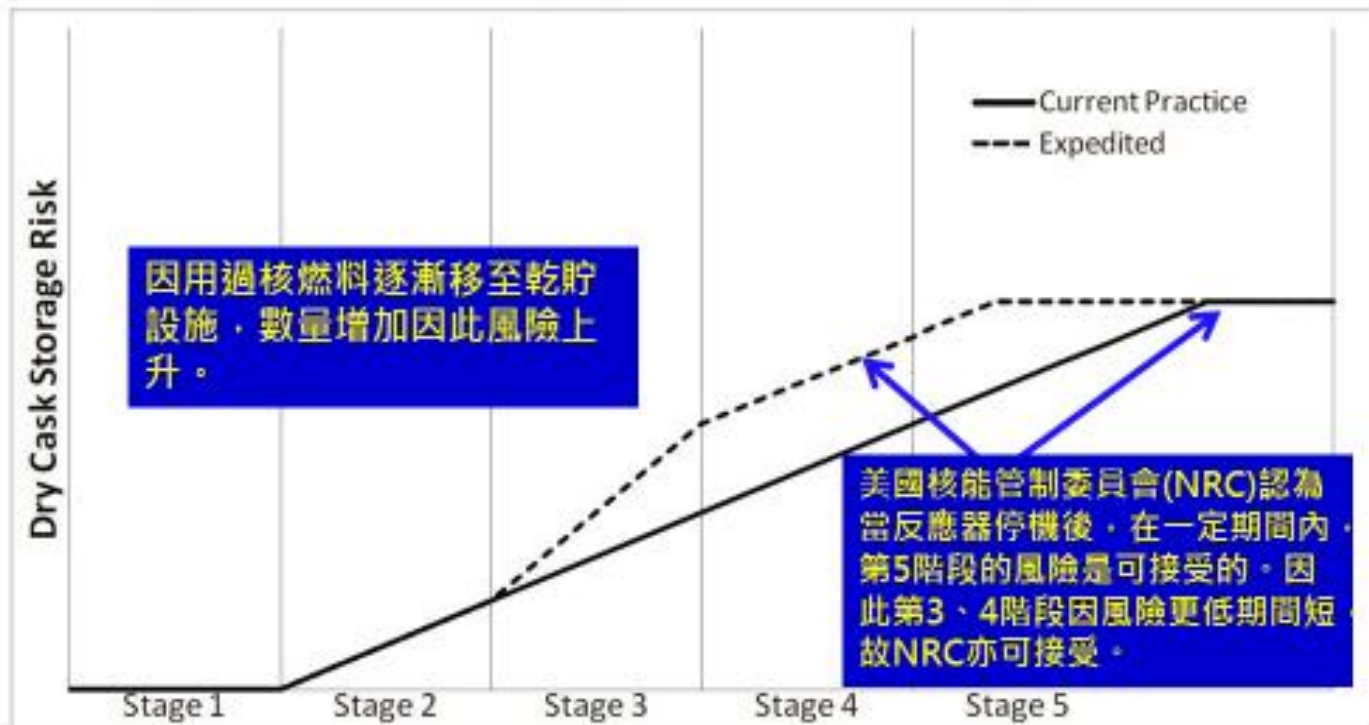 Dry Cask Storage Risk
Current Practice
Expedited
因用過核燃料逐漸移至乾貯
設施，數量增加因此風險上
升。
美國核能管制委員會(NRC)認為
當反應器停機後，在一定期間內，
第5階段的風險是可接受的。因
此第3、4階段因風險更低期間短，
故NRC亦可接受。
Stage 1
Stage 2
Stage 3
Stage 4
Stage 5